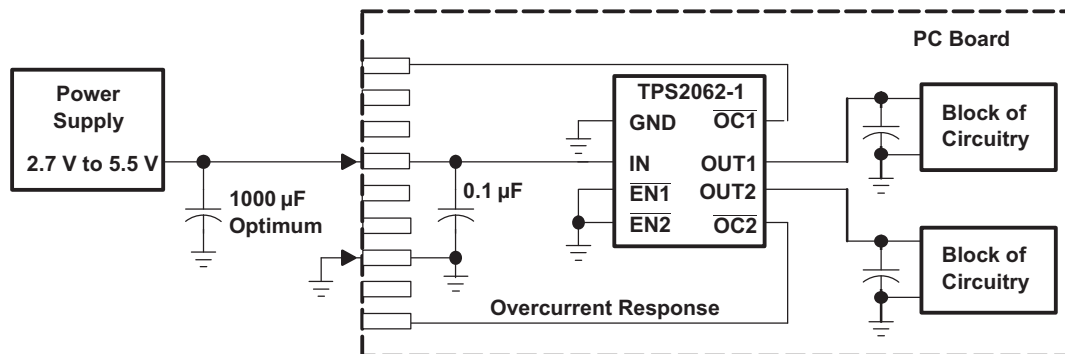 PC Board
Power
Supply
2.7 V to 5.5 V
1000 µF
Optimum
0.1 µF
TPS2062-1
GND
OC1
IN
OUT1
EN1
OUT2
EN2
OC2
Overcurrent Response
Block of
Circuitry
Block of
Circuitry